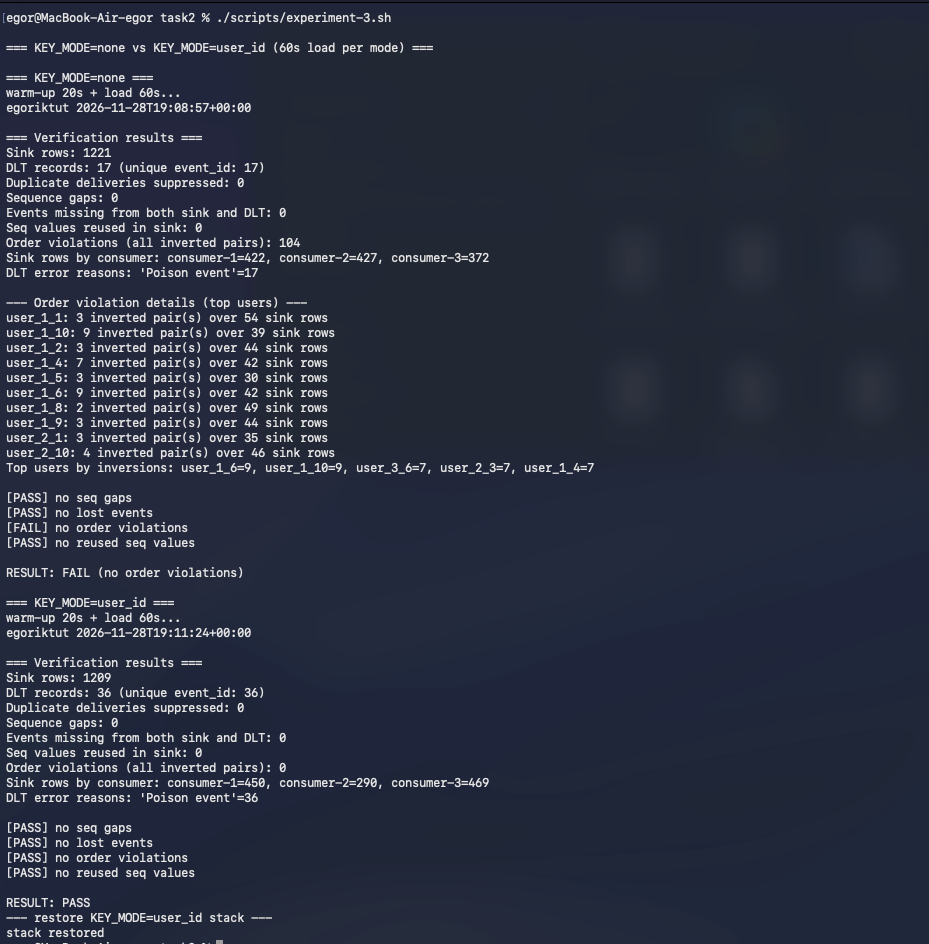 [egor@MacBook-Air-egor task2 % ./scripts/experiment-3.sh
=== KEY_MODE=none vs KEY_MODE=user_id (60s load per mode) ===
=== KEY_MODE=none ===
warm-up 20s + load 60s...
egoriktut 2026-11-28T19:08:57+00:00
=== Verification results ===
Sink rows: 1221
DLT records: 17 (unique event_id: 17)
Duplicate deliveries suppressed: 0
Sequence gaps: 0
Events missing from both sink and DLT: 0
Seq values reused in sink: 0
Order violations (all inverted pairs): 104
Sink rows by consumer: consumer-1=422, consumer-2=427, consumer-3=372
DLT error reasons: 'Poison event'=17
--- Order violation details (top users) ---
user_1_1: 3 inverted pair(s) over 54 sink rows
user_1_10: 9 inverted pair(s) over 39 sink rows
user_1_2: 3 inverted pair(s) over 44 sink rows
user_1_4: 7 inverted pair(s) over 42 sink rows
user_1_5: 3 inverted pair(s) over 30 sink rows
user_1_6: 9 inverted pair(s) over 42 sink rows
user_1_8: 2 inverted pair(s) over 49 sink rows
user_1_9: 3 inverted pair(s) over 44 sink rows
user_2_1: 3 inverted pair(s) over 35 sink rows
user_2_10: 4 inverted pair(s) over 46 sink rows
Top users by inversions: user_1_6=9, user_1_10=9, user_3_6=7, user_2_3=7, user_1_4=7
[PASS] no seq gaps
[PASS] no lost events
[FAIL] no order violations
[PASS] no reused seq values
RESULT: FAIL (no order violations)
=== KEY_MODE=user_id ===
warm-up 20s + load 60s...
egoriktut 2026-11-28T19:11:24+00:00
=== Verification results ===
Sink rows: 1209
DLT records: 36 (unique event_id: 36)
Duplicate deliveries suppressed: 0
Sequence gaps: 0
Events missing from both sink and DLT: 0
Seq values reused in sink: 0
Order violations (all inverted pairs): 0
Sink rows by consumer: consumer-1=450, consumer-2=290, consumer-3=469
DLT error reasons: 'Poison event'=36
[PASS] no seq gaps
[PASS] no lost events
[PASS] no order violations
[PASS] no reused seq values
RESULT: PASS
--- restore KEY_MODE=user_id stack ---
stack restored